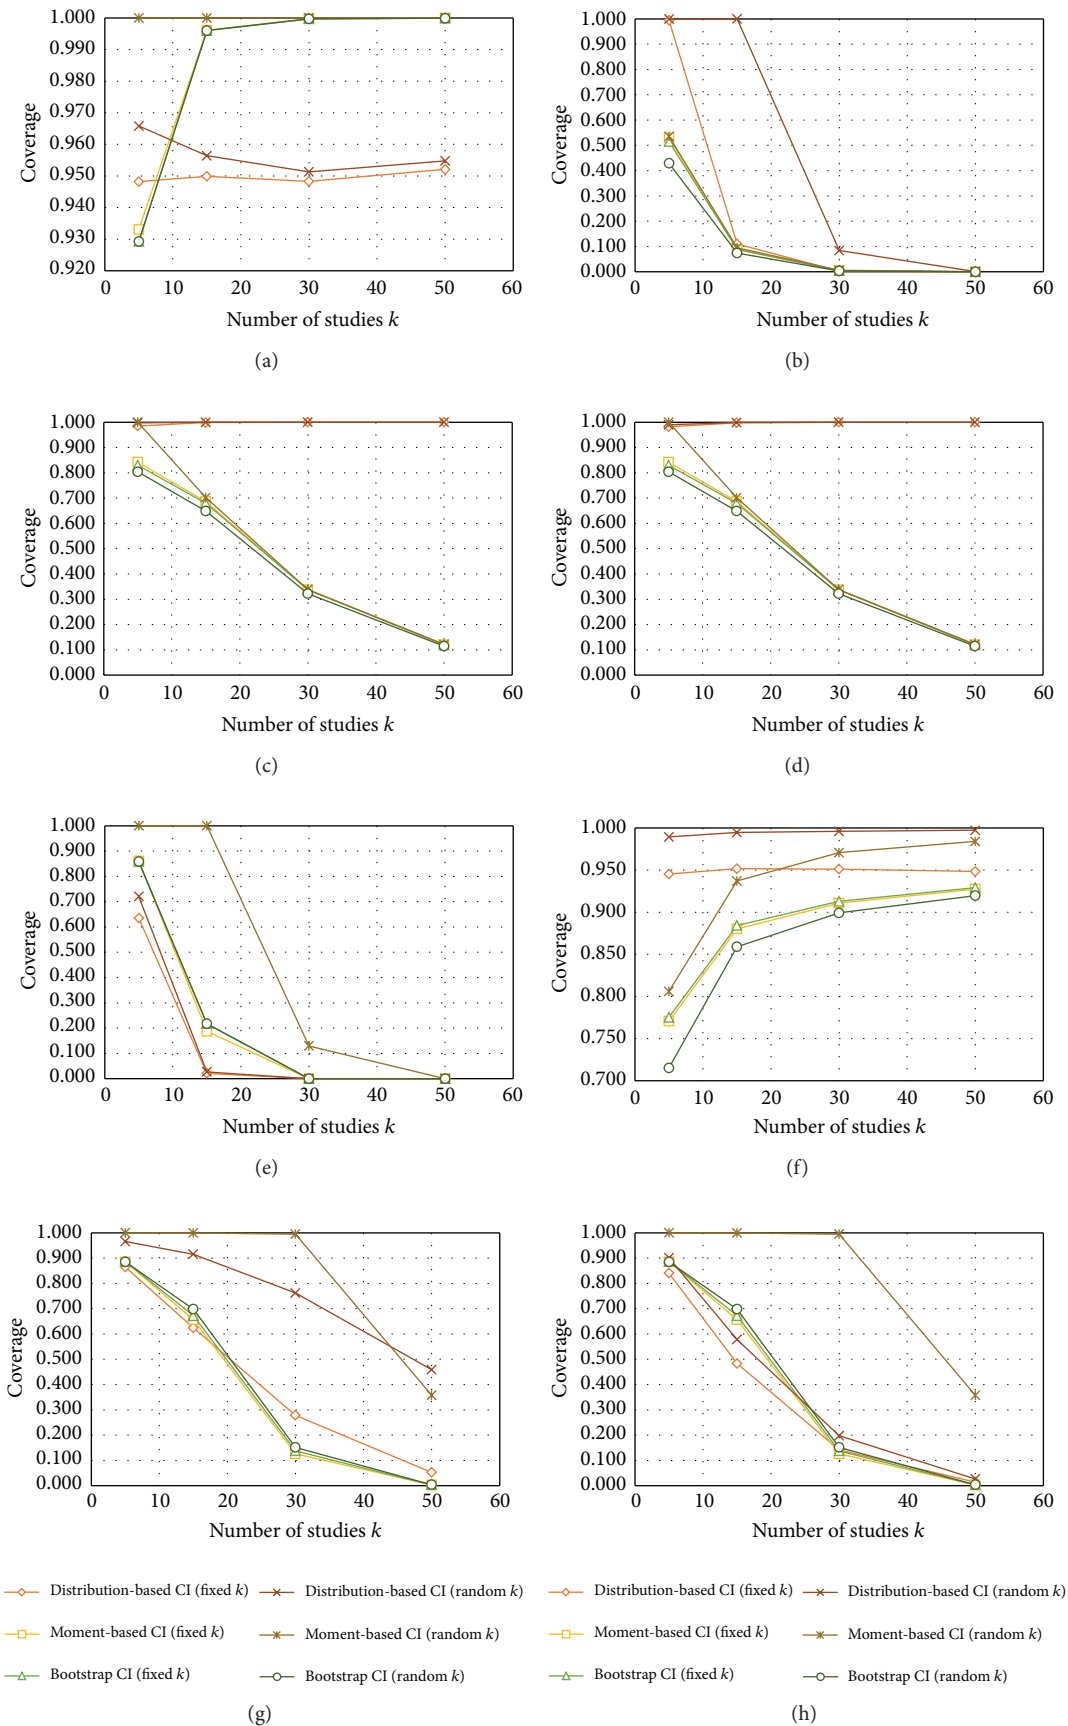 1.000
0.990
0.980
0.970
0.960
0.950
0.940
0.930
0.920
Coverage
0 10 20 30 40 50 60
Number of studies k
(a)
1.000
0.900
0.800
0.700
0.600
0.500
0.400
0.300
0.200
0.100
0.000
Coverage
0 10 20 30 40 50 60
Number of studies k
(b)
1.000
0.900
0.800
0.700
0.600
0.500
0.400
0.300
0.200
0.100
0.000
Coverage
0 10 20 30 40 50 60
Number of studies k
(c)
1.000
0.900
0.800
0.700
0.600
0.500
0.400
0.300
0.200
0.100
0.000
Coverage
0 10 20 30 40 50 60
Number of studies k
(d)
1.000
0.900
0.800
0.700
0.600
0.500
0.400
0.300
0.200
0.100
0.000
Coverage
0 10 20 30 40 50 60
Number of studies k
(e)
1.000
0.950
0.900
0.850
0.800
0.750
0.700
Coverage
0 10 20 30 40 50 60
Number of studies k
(f)
1.000
0.900
0.800
0.700
0.600
0.500
0.400
0.300
0.200
0.100
0.000
Coverage
0 10 20 30 40 50 60
Number of studies k
Distribution-based CI (fixed k) Distribution-based CI (random k)
Moment-based CI (fixed k) Moment-based CI (random k)
Bootstrap CI (fixed k) Bootstrap CI (random k)
(g)
1.000
0.900
0.800
0.700
0.600
0.500
0.400
0.300
0.200
0.100
0.000
Coverage
0 10 20 30 40 50 60
Number of studies k
Distribution-based CI (fixed k) Distribution-based CI (random k)
Moment-based CI (fixed k) Moment-based CI (random k)
Bootstrap CI (fixed k) Bootstrap CI (random k)
(h)